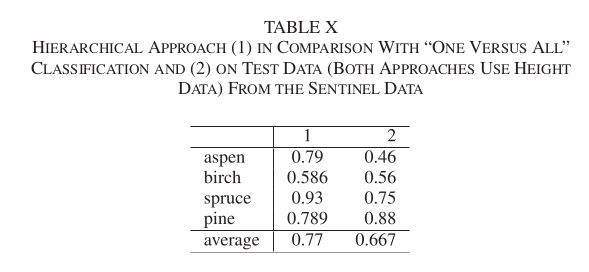 TABLE X
HIERARCHICAL APPROACH (1) IN COMPARISON WITH “ONE VERSUS ALL”
CLASSIFICATION AND (2) ON TEST DATA (BOTH APPROACHES USE HEIGHT
DATA) FROM THE SENTINEL DATA
1 2
aspen 0.79 0.46
birch 0.586 0.56
spruce 0.93 0.75
pine 0.789 0.88
average 0.77 0.667